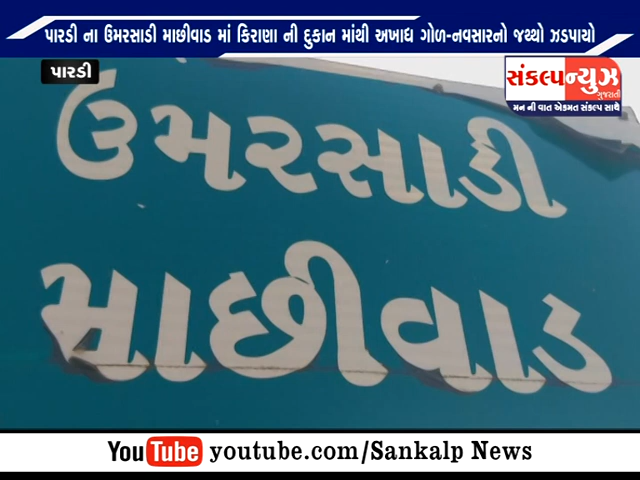 પારડી ના ઉમરસાડી માછીવાડ માં કિરાણા ની દુકાન માંથી અખાધ ગોળ-નવસારનો જથ્થો ઝડપાયો
પારડી
સંકલ્પ ન્યુઝ
ગુજરાતી
મન ની વાત એકમત સંકલ્પ સાથે
ઉમરસાડી
માછીવાડ
YouTube youtube.com/Sankalp News